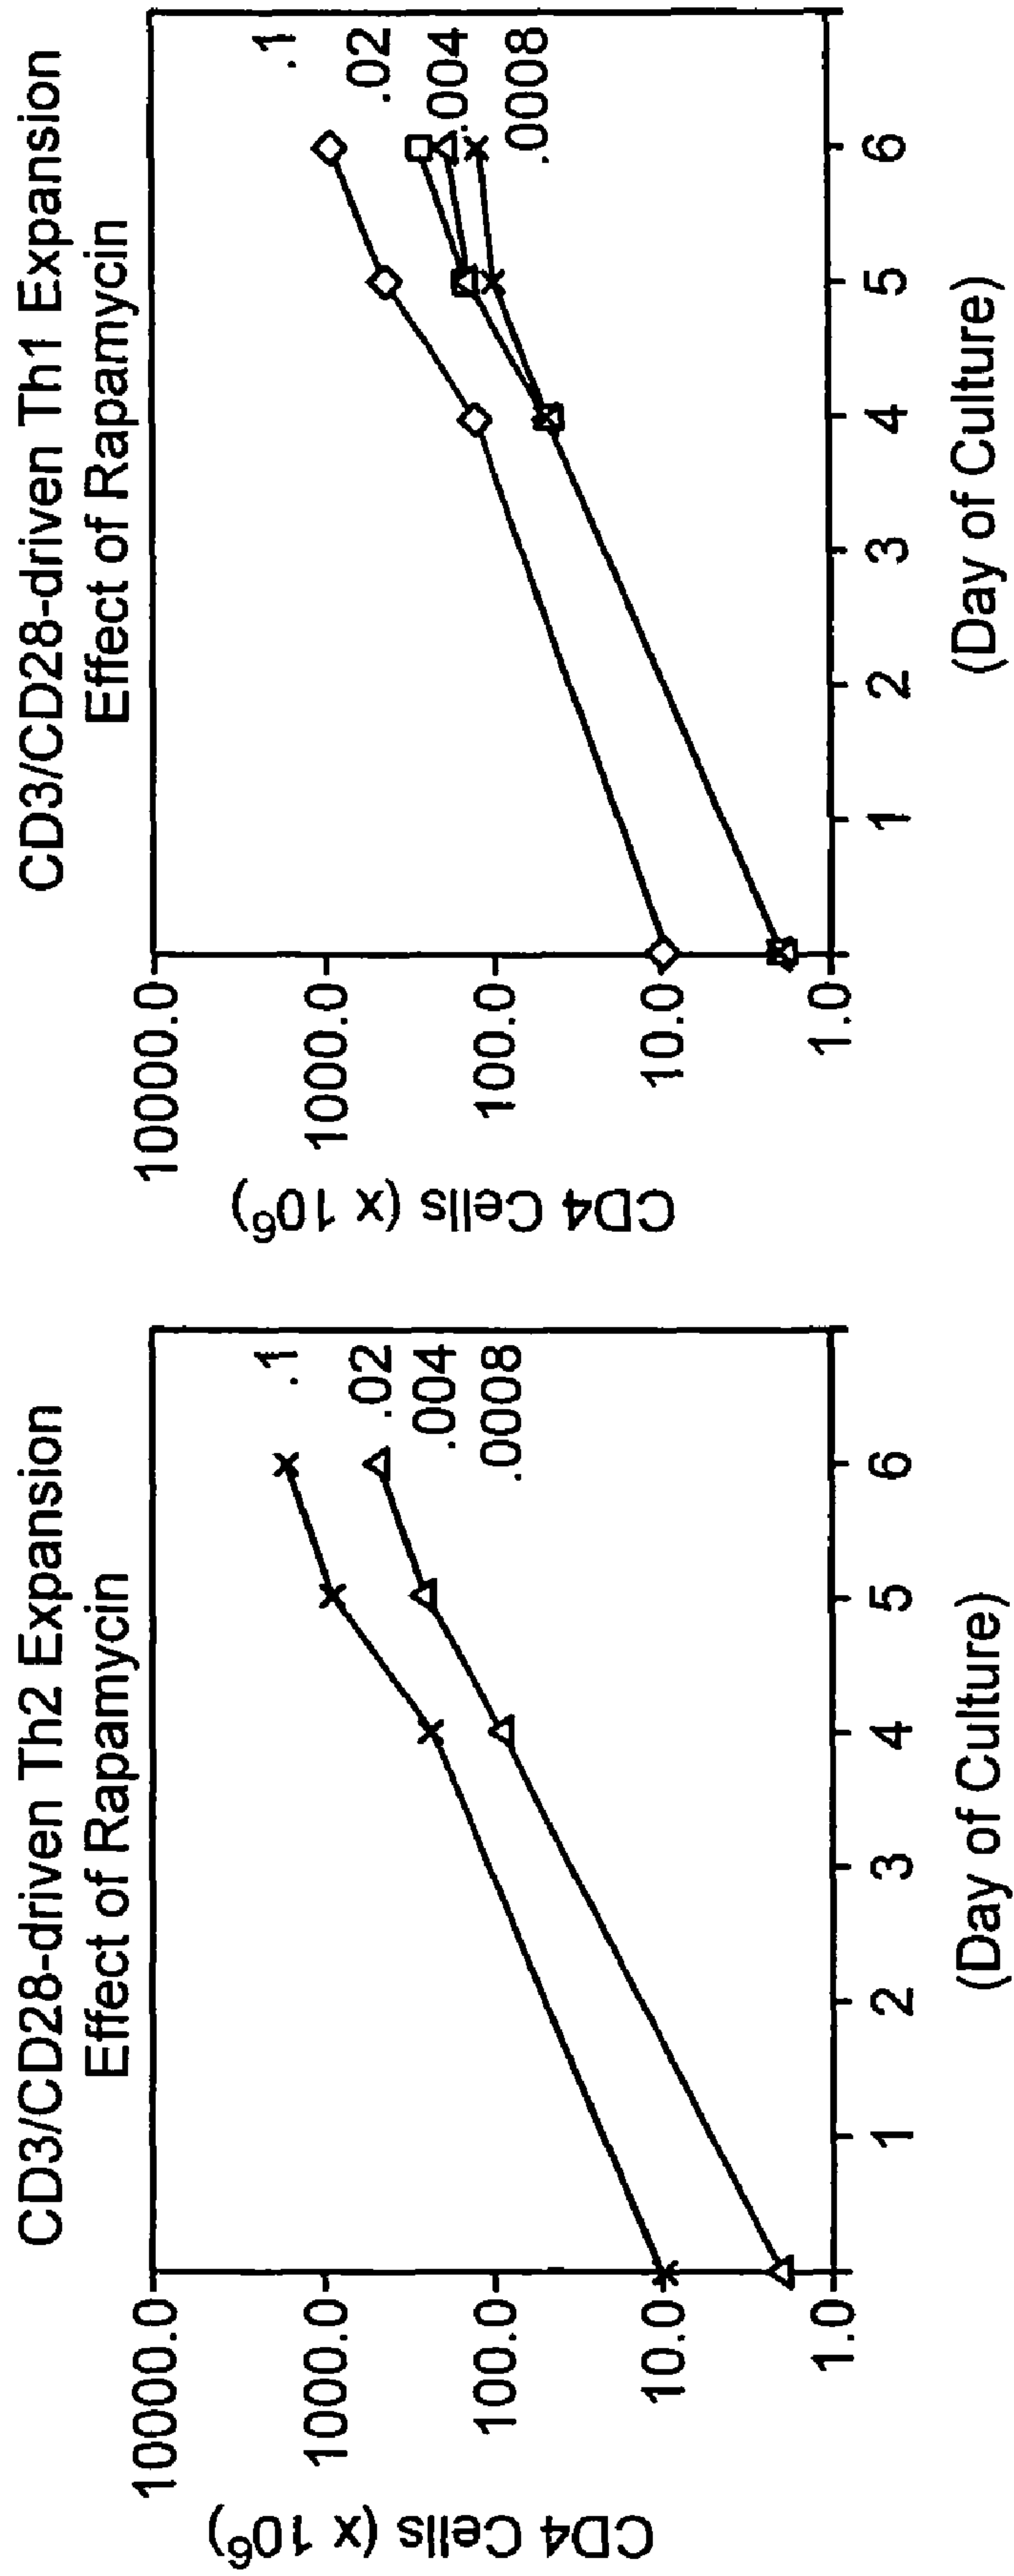 CD3/CD28-driven Th2 Expansion
Effect of Rapamycin
CD4 Cells (x 10⁶)
10000.0
1000.0
100.0
10.0
1.0
.1
.02
.004
.0008
1 2 3 4 5 6
(Day of Culture)
CD3/CD28-driven Th1 Expansion
Effect of Rapamycin
CD4 Cells (x 10⁶)
10000.0
1000.0
100.0
10.0
1.0
.1
.02
.004
.0008
1 2 3 4 5 6
(Day of Culture)